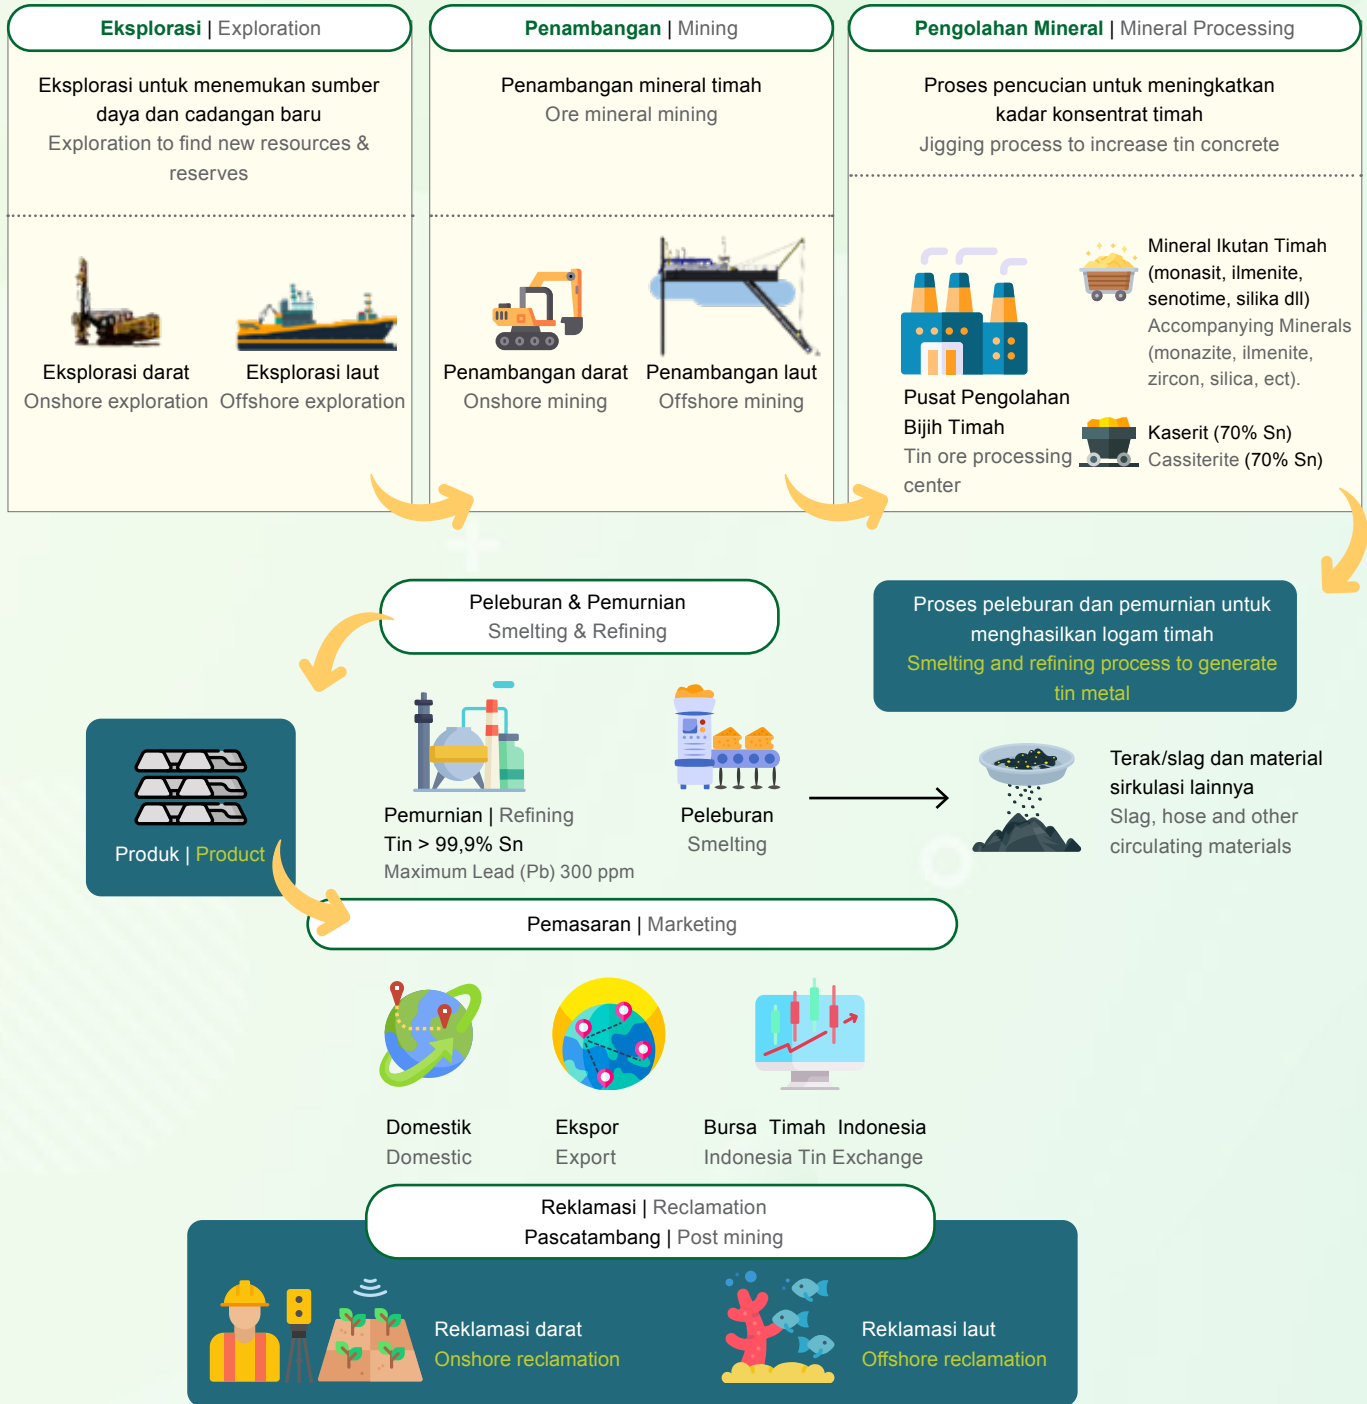 Eksplorasi | Exploration
Eksplorasi untuk menemukan sumber
daya dan cadangan baru
Exploration to find new resources &
reserves
Eksplorasi darat
Onshore exploration
Eksplorasi laut
Offshore exploration
Penambangan | Mining
Penambangan mineral timah
Ore mineral mining
Penambangan darat
Onshore mining
Penambangan laut
Offshore mining
Pengolahan Mineral | Mineral Processing
Proses pencucian untuk meningkatkan
kadar konsentrat timah
Jigging process to increase tin concrete
Pusat Pengolahan
Bijih Timah
Tin ore processing
center
Mineral Ikutan Timah
(monasit, ilmenite,
senotime, silika dll)
Accompanying Minerals
(monazite, ilmenite,
zircon, silica, ect).
Kaserit (70% Sn)
Cassiterite (70% Sn)
Proses peleburan dan pemurnian untuk
menghasilkan logam timah
Smelting and refining process to generate
tin metal
Peleburan & Pemurnian
Smelting & Refining
Pemurnian | Refining
Tin > 99,9% Sn
Maximum Lead (Pb) 300 ppm
Peleburan
Smelting
Terak/slag dan material
sirkulasi lainnya
Slag, hose and other
circulating materials
Produk | Product
Pemasaran | Marketing
Domestik
Domestic
Ekspor
Export
Bursa Timah Indonesia
Indonesia Tin Exchange
Reklamasi | Reclamation
Pascatambang | Post mining
Reklamasi darat
Onshore reclamation
Reklamasi laut
Offshore reclamation